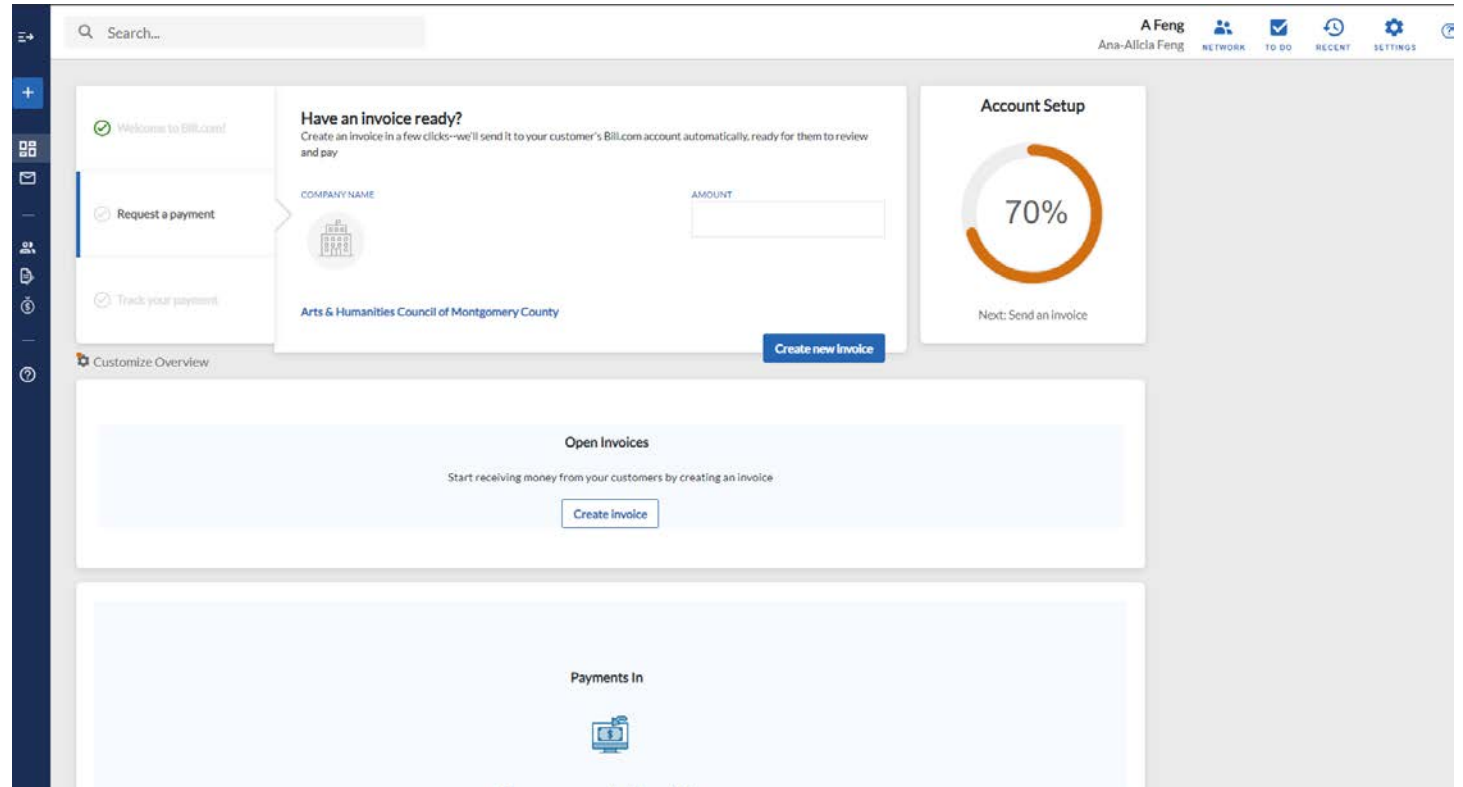 Search...
A Feng
Ana-Alicia Feng
NETWORK
TO DO
RECENT
SETTINGS
Welcome to Bill.com!
Request a payment
Track your payment
Have an invoice ready?
Create an invoice in a few clicks--we'll send it to your customer's Bill.com account automatically, ready for them to review
and pay
COMPANY NAME
AMOUNT
Arts & Humanities Council of Montgomery County
Create new invoice
Account Setup
70%
Next: Send an invoice
Customize Overview
Open Invoices
Start receiving money from your customers by creating an invoice
Create invoice
Payments In